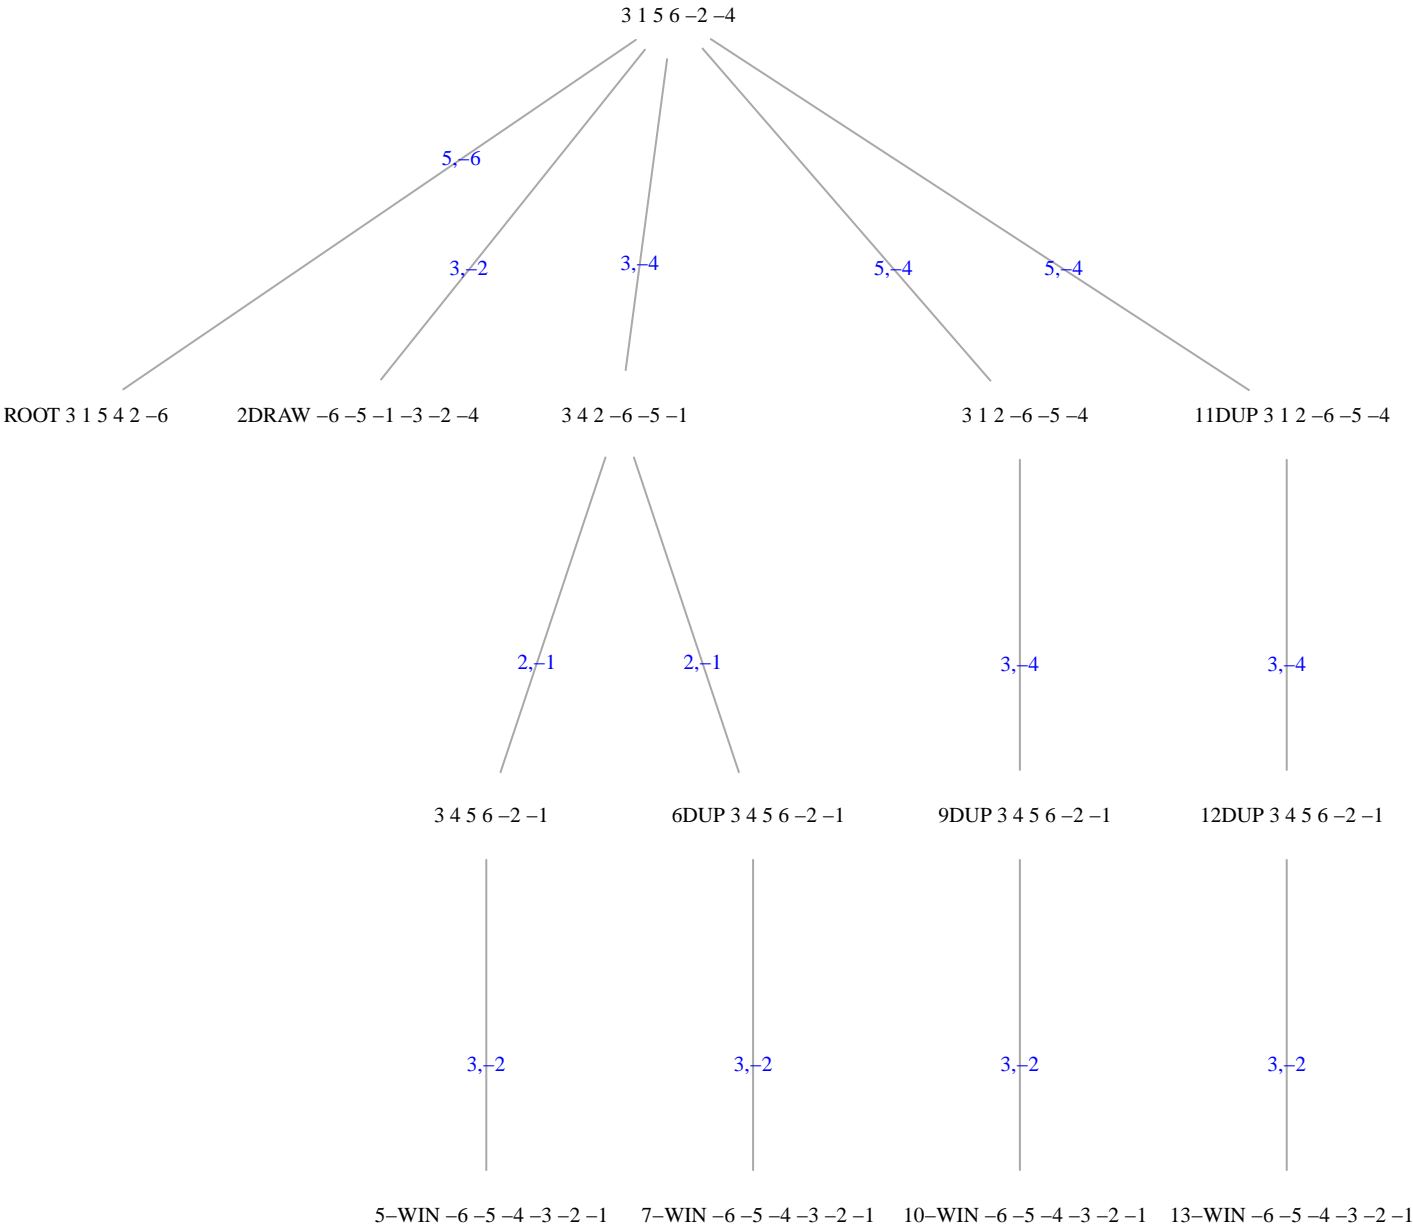 3 1 5 6 –2 –4
5,–6
3,–2
3,–4
5,–4
5,–4
ROOT 3 1 5 4 2 –6
2DRAW –6 –5 –1 –3 –2 –4
3 4 2 –6 –5 –1
3 1 2 –6 –5 –4
11DUP 3 1 2 –6 –5 –4
2,–1
2,–1
3,–4
3,–4
3 4 5 6 –2 –1
6DUP 3 4 5 6 –2 –1
9DUP 3 4 5 6 –2 –1
12DUP 3 4 5 6 –2 –1
3,–2
3,–2
3,–2
3,–2
5–WIN –6 –5 –4 –3 –2 –1
7–WIN –6 –5 –4 –3 –2 –1
10–WIN –6 –5 –4 –3 –2 –1
13–WIN –6 –5 –4 –3 –2 –1